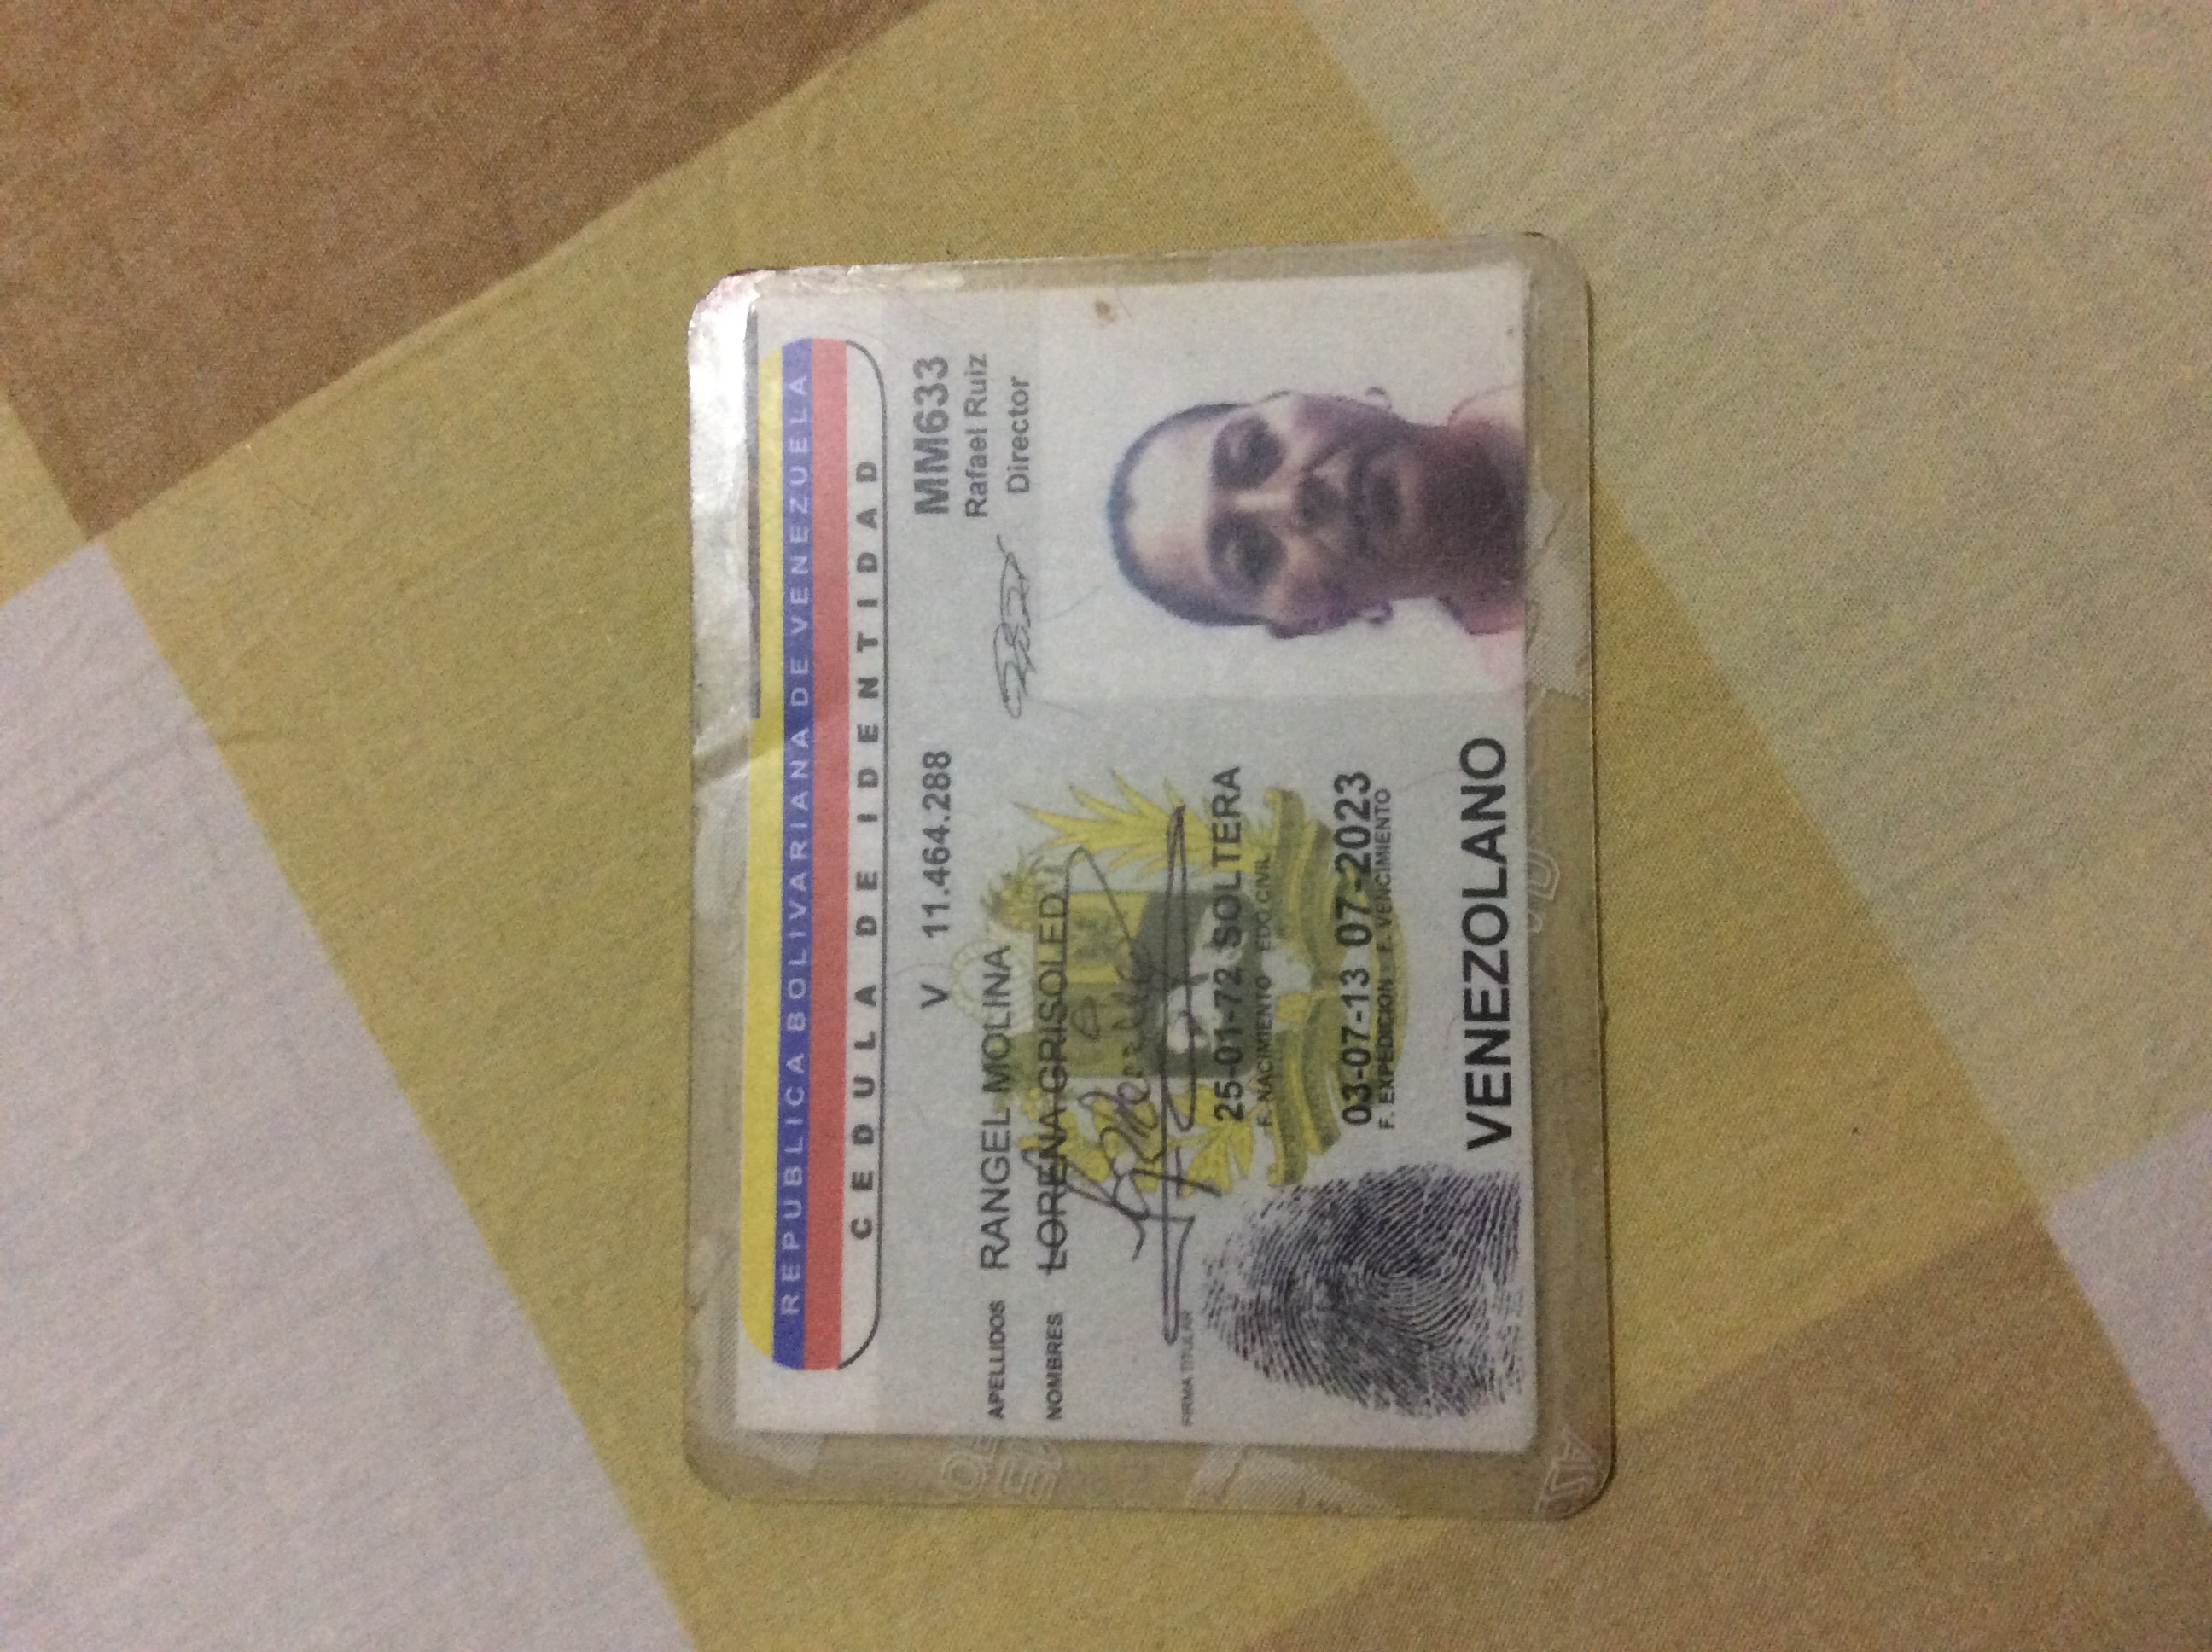 REPUBLICA BOLIVARIANA DE VENEZUELA
CEDULA DE IDENTIDAD
V 11.464.288
MM633
Rafael Ruiz
Director
APELLIDOS RANGEL MOLINA
NOMBRES LORENA GRISOLED
FIRMA TITULAR
25-01-72 SOLTERA
F. NACIMIENTO EDO CIVIL
03-07-13 07-2023
F. EXPEDICION F. VENCIMIENTO
VENEZOLANO